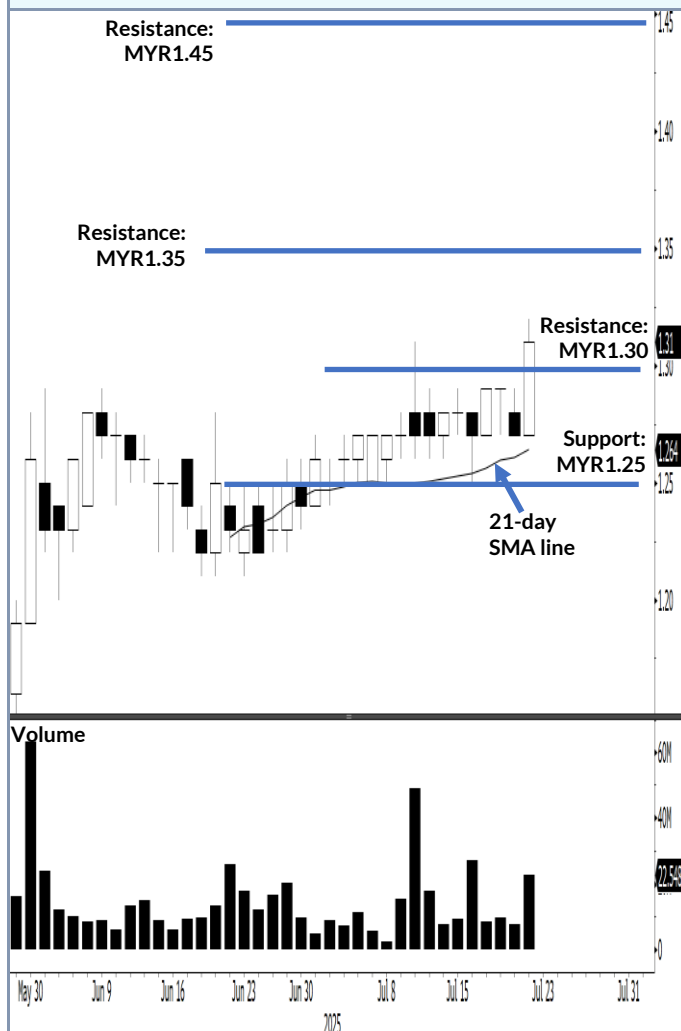 Resistance:
MYR1.45
1.45
1.40
Resistance:
MYR1.35
1.35
Resistance:
MYR1.30
1.31
1.30
Support:
MYR1.25
1.264
1.25
21-day
SMA line
1.20
Volume
60M
40M
22.548
0
May 30
Jun 9
Jun 16
Jun 23
Jun 30
Jul 8
Jul 15
Jul 23
Jul 31
2025